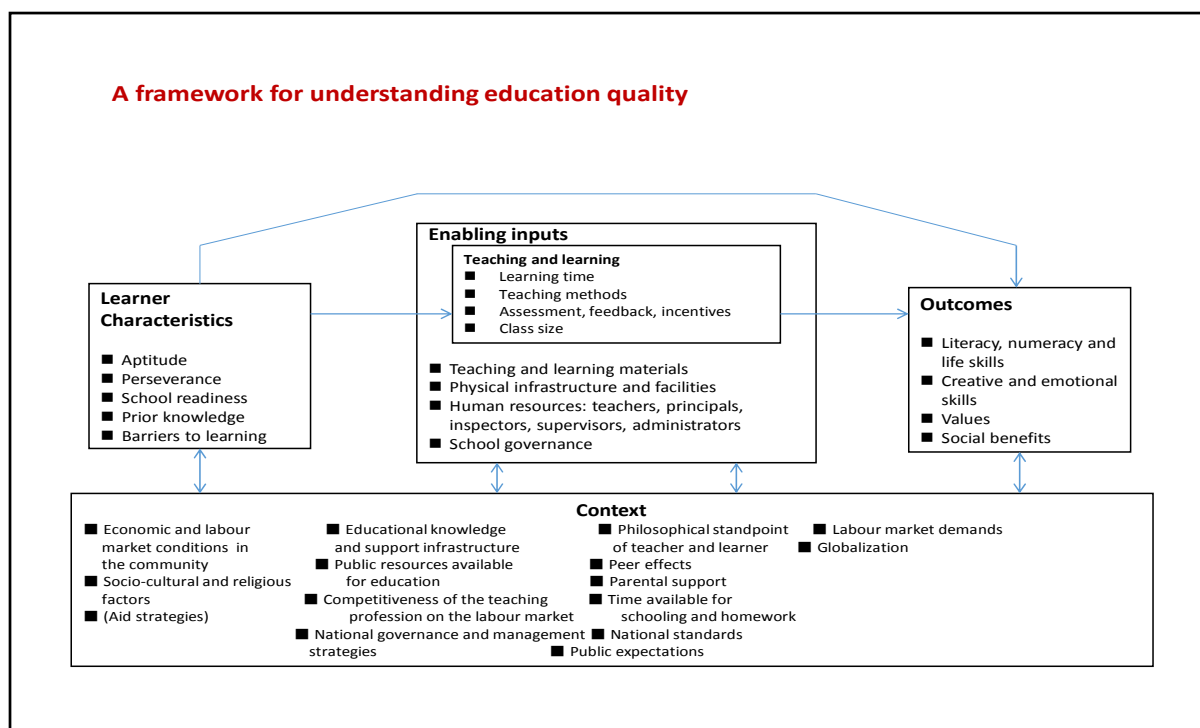 A framework for understanding education quality
Learner
Characteristics
■ Aptitude
■ Perseverance
■ School readiness
■ Prior knowledge
■ Barriers to learning
Enabling inputs
Teaching and learning
■ Learning time
■ Teaching methods
■ Assessment, feedback, incentives
■ Class size
■ Teaching and learning materials
■ Physical infrastructure and facilities
■ Human resources: teachers, principals,
inspectors, supervisors, administrators
■ School governance
Outcomes
■ Literacy, numeracy and
life skills
■ Creative and emotional
skills
■ Values
■ Social benefits
Context
■ Economic and labour
market conditions in
the community
■ Socio-cultural and religious
factors
■ (Aid strategies)
■ Educational knowledge
and support infrastructure
■ Public resources available
for education
■ Competitiveness of the teaching
profession on the labour market
■ National governance and management
strategies
■ Philosophical standpoint
of teacher and learner
■ Peer effects
■ Parental support
■ Time available for
schooling and homework
■ National standards
■ Public expectations
■ Labour market demands
■ Globalization